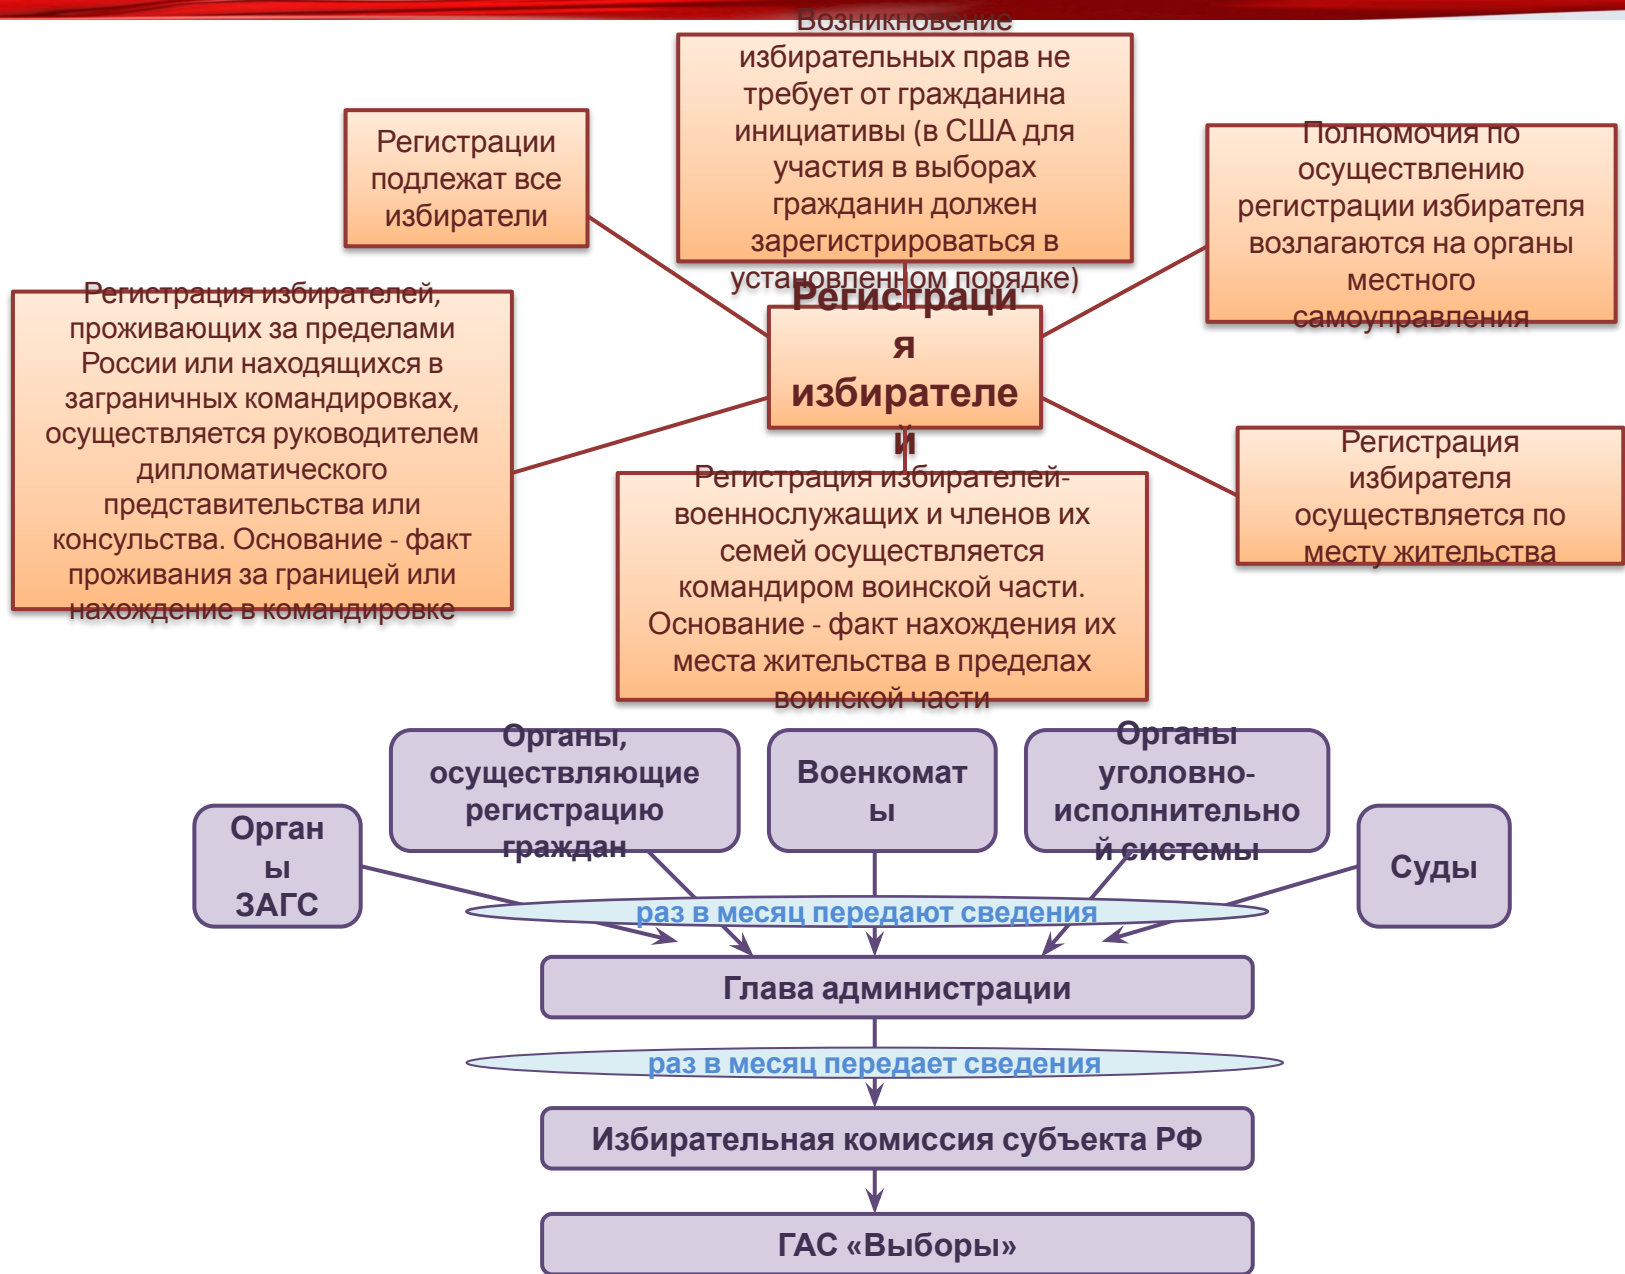 Возникновение
избирательных прав не
требует от гражданина
инициативы (в США для
участия в выборах
гражданин должен
зарегистрироваться в
установленном порядке)
Регистрации
подлежат все
избиратели
Полномочия по
осуществлению
регистрации избирателя
возлагаются на органы
местного
самоуправления
Регистрация избирателей,
проживающих за пределами
России или находящихся в
заграничных командировках,
осуществляется руководителем
дипломатического
представительства или
консульства. Основание - факт
проживания за границей или
нахождение в командировке
Регистраци
я
избирателе
й
Регистрация
избирателя
осуществляется по
месту жительства
Регистрация избирателей-
военнослужащих и членов их
семей осуществляется
командиром воинской части.
Основание - факт нахождения их
места жительства в пределах
воинской части
Орган
ы
ЗАГС
Органы,
осуществляющие
регистрацию
граждан
Военкомат
ы
Органы
уголовно-
исполнительно
й системы
Суды
раз в месяц передают сведения
Глава администрации
раз в месяц передает сведения
Избирательная комиссия субъекта РФ
ГАС «Выборы»